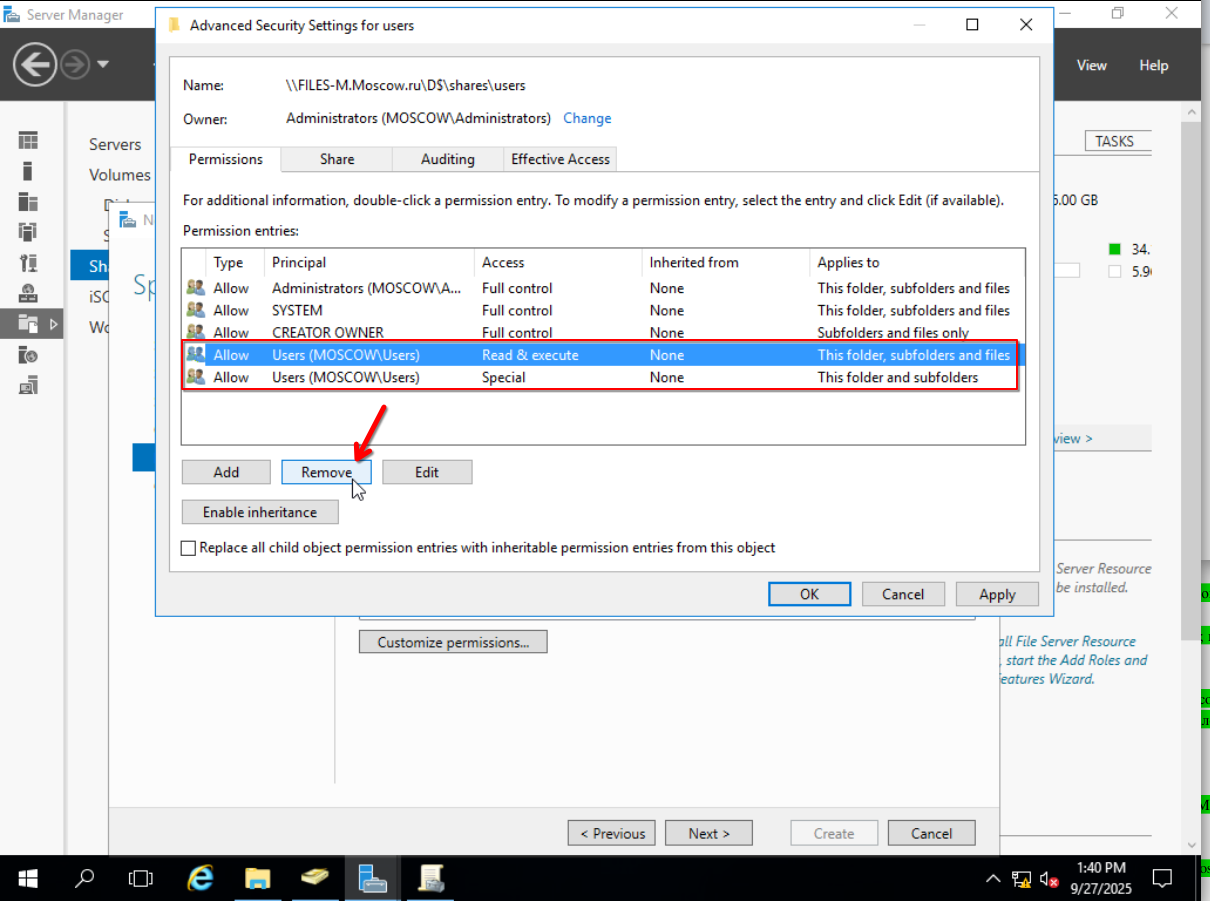 Server Manager
Advanced Security Settings for users
View
Help
Name:
\\FILES-M.Moscow.ru\D$\shares\users
Owner:
Administrators (MOSCOW\Administrators)
Change
Permissions
Share
Auditing
Effective Access
For additional information, double-click a permission entry. To modify a permission entry, select the entry and click Edit (if available).
Permission entries:
Type Principal Access Inherited from Applies to
Allow Administrators (MOSCOW\A... Full control None This folder, subfolders and files
Allow SYSTEM Full control None This folder, subfolders and files
Allow CREATOR OWNER Full control None Subfolders and files only
Allow Users (MOSCOW\Users) Read & execute None This folder, subfolders and files
Allow Users (MOSCOW\Users) Special None This folder and subfolders
Add
Remove
Edit
Enable inheritance
Replace all child object permission entries with inheritable permission entries from this object
OK
Cancel
Apply
Servers
Volumes
TASKS
.00 GB
34.
5.9
view >
Server Resource
be installed.
all File Server Resource
, start the Add Roles and
Features Wizard.
Customize permissions...
< Previous
Next >
Create
Cancel
1:40 PM
9/27/2025